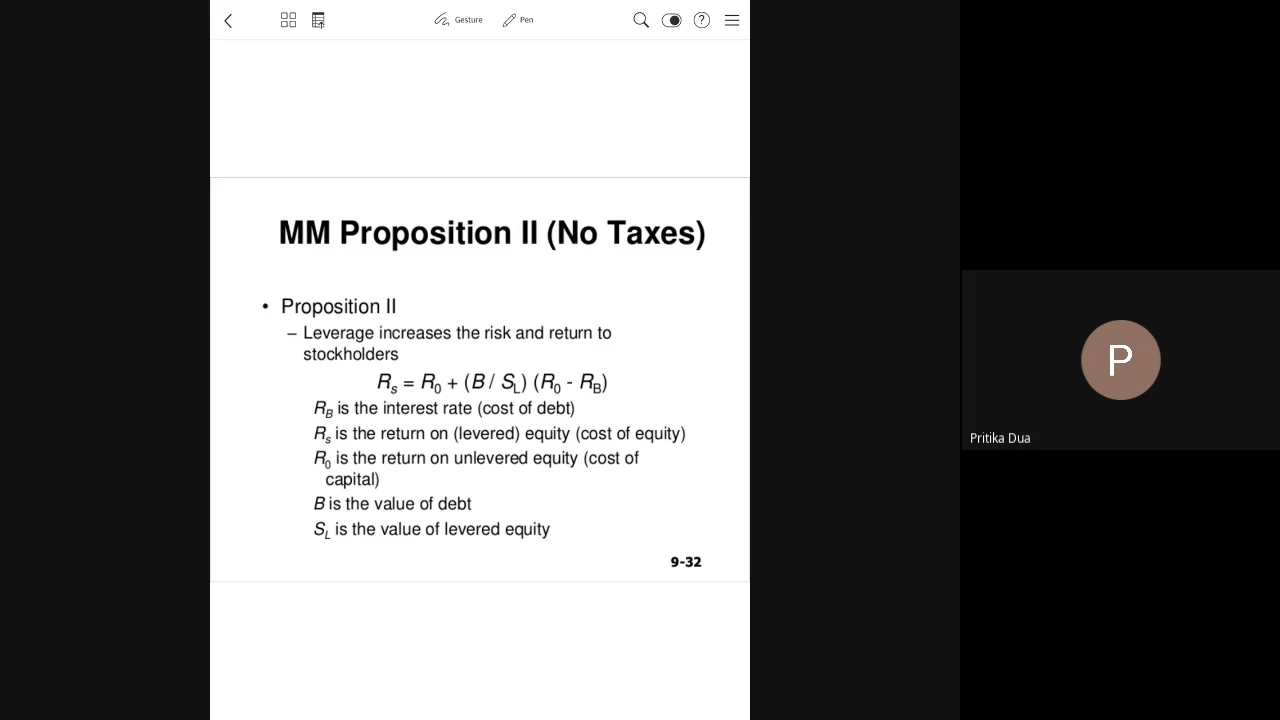 Gesture Pen
MM Proposition II (No Taxes)
• Proposition II
– Leverage increases the risk and return to
stockholders
Rs = R0 + (B / SL) (R0 - RB)
RB is the interest rate (cost of debt)
Rs is the return on (levered) equity (cost of equity)
R0 is the return on unlevered equity (cost of
capital)
B is the value of debt
SL is the value of levered equity
9-32
P
Pritika Dua